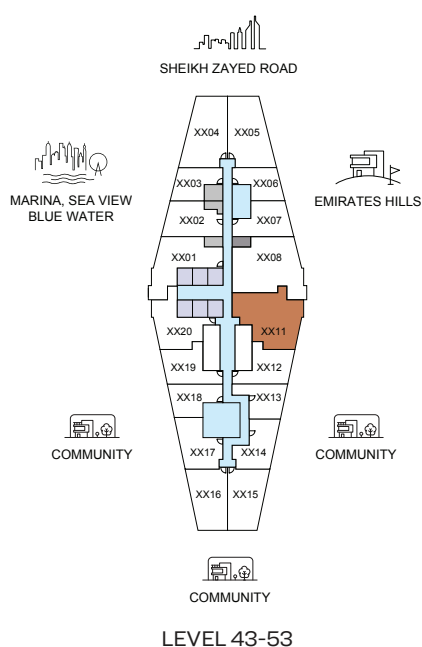 SHEIKH ZAYED ROAD
XX04 XX05
XX03 XX06
MARINA, SEA VIEW
BLUE WATER
EMIRATES HILLS
XX02 XX07
XX01 XX08
XX20 XX11
XX19 XX12
XX18 XX13
COMMUNITY COMMUNITY
XX17 XX14
XX16 XX15
COMMUNITY
LEVEL 43-53